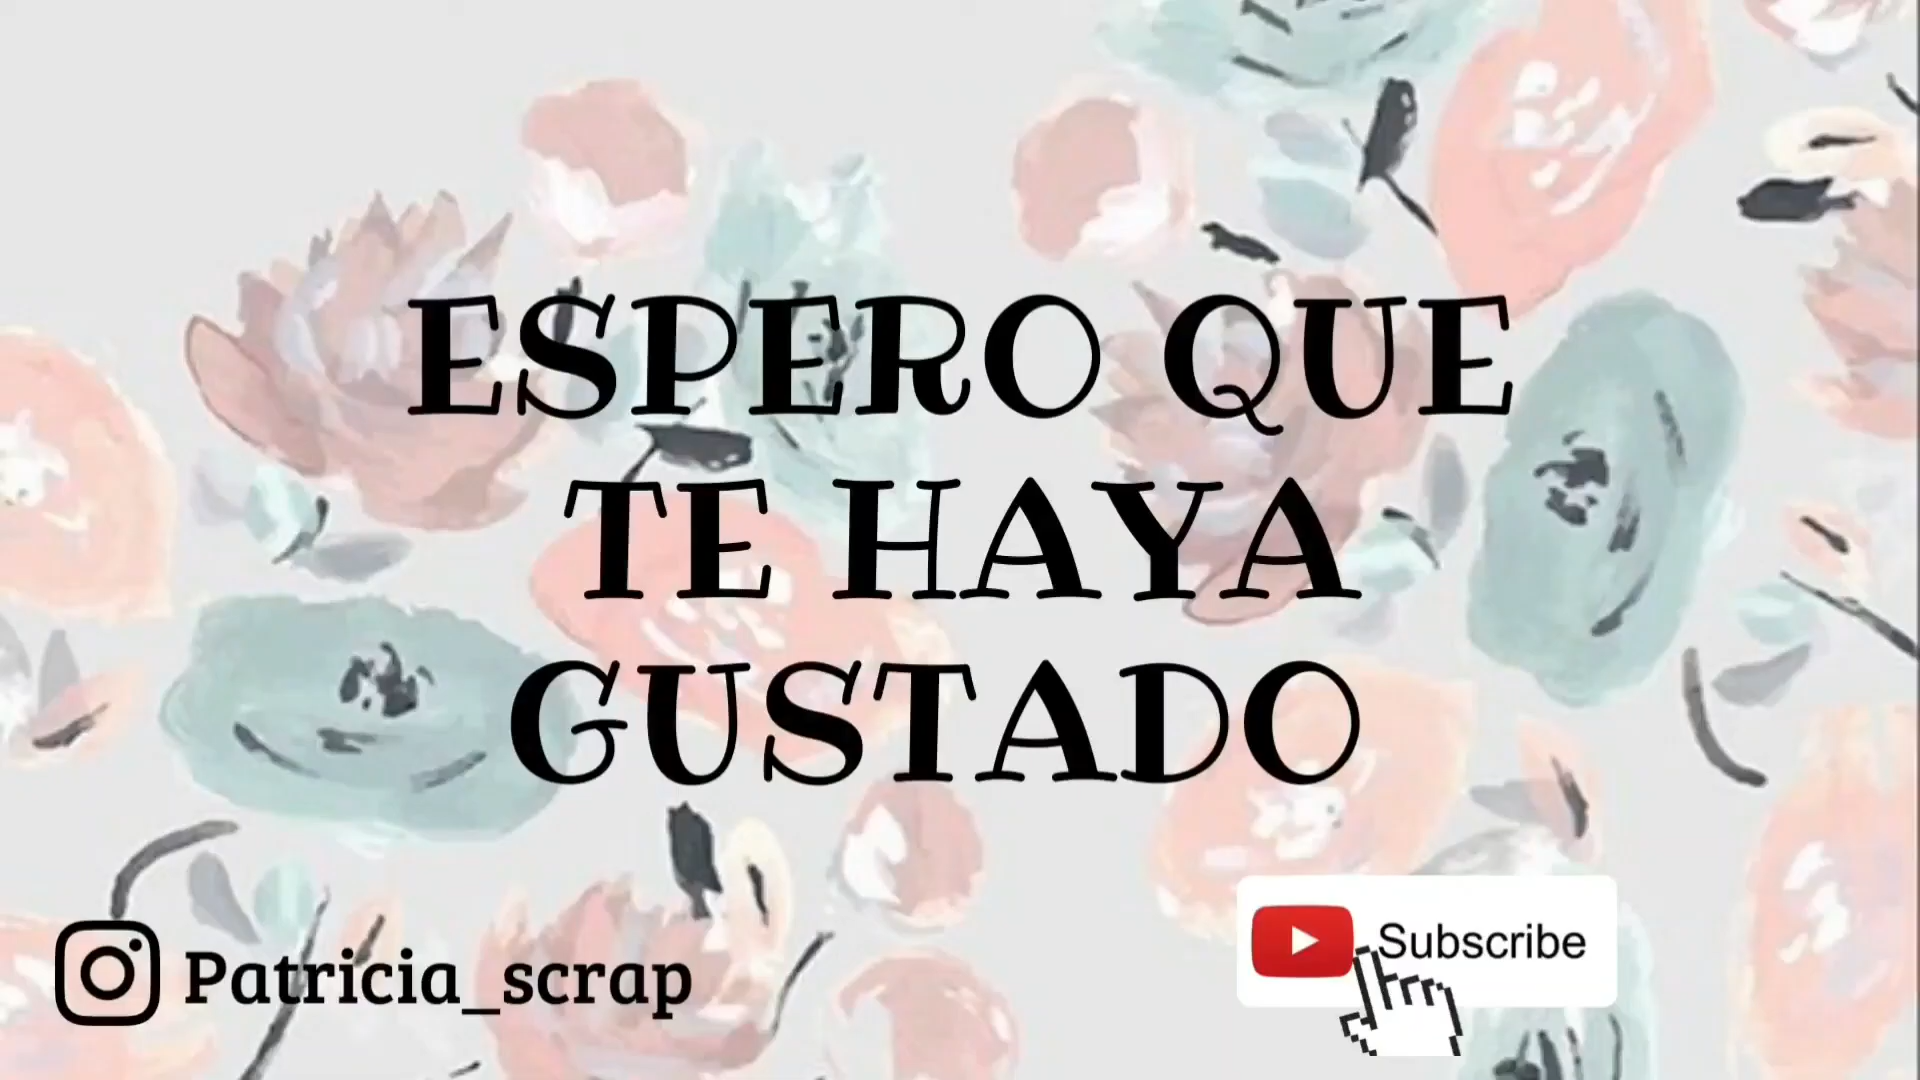 ESPERO QUE
TE HAYA
GUSTADO
Patricia_scrap
Subscribe